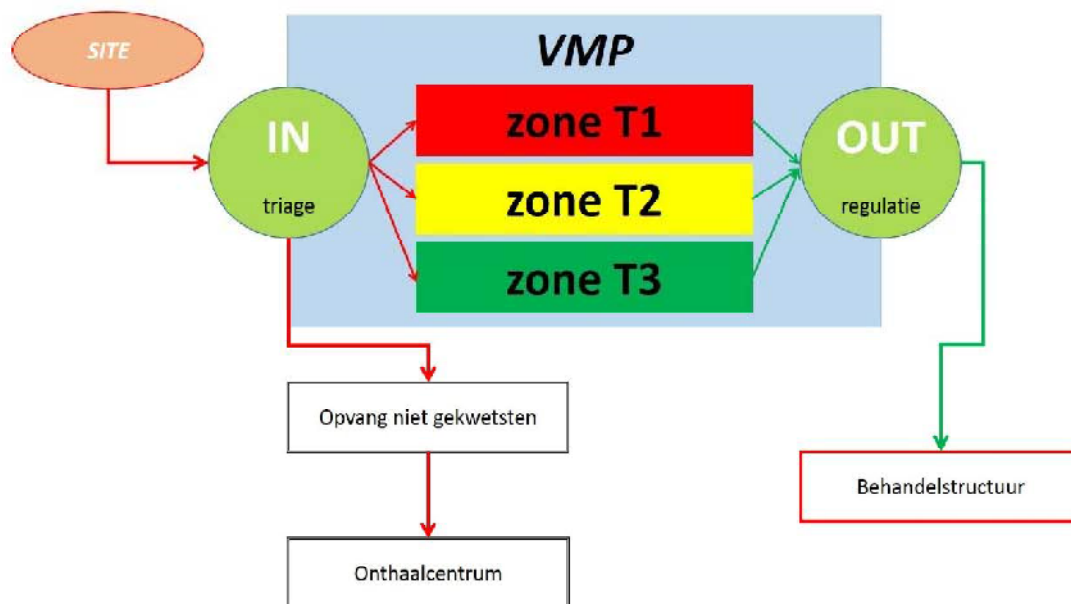 SITE
VMP
IN
triage
zone T1
zone T2
zone T3
OUT
regulatie
Opvang niet gekwetsten
Behandelstructuur
Onthaalcentrum